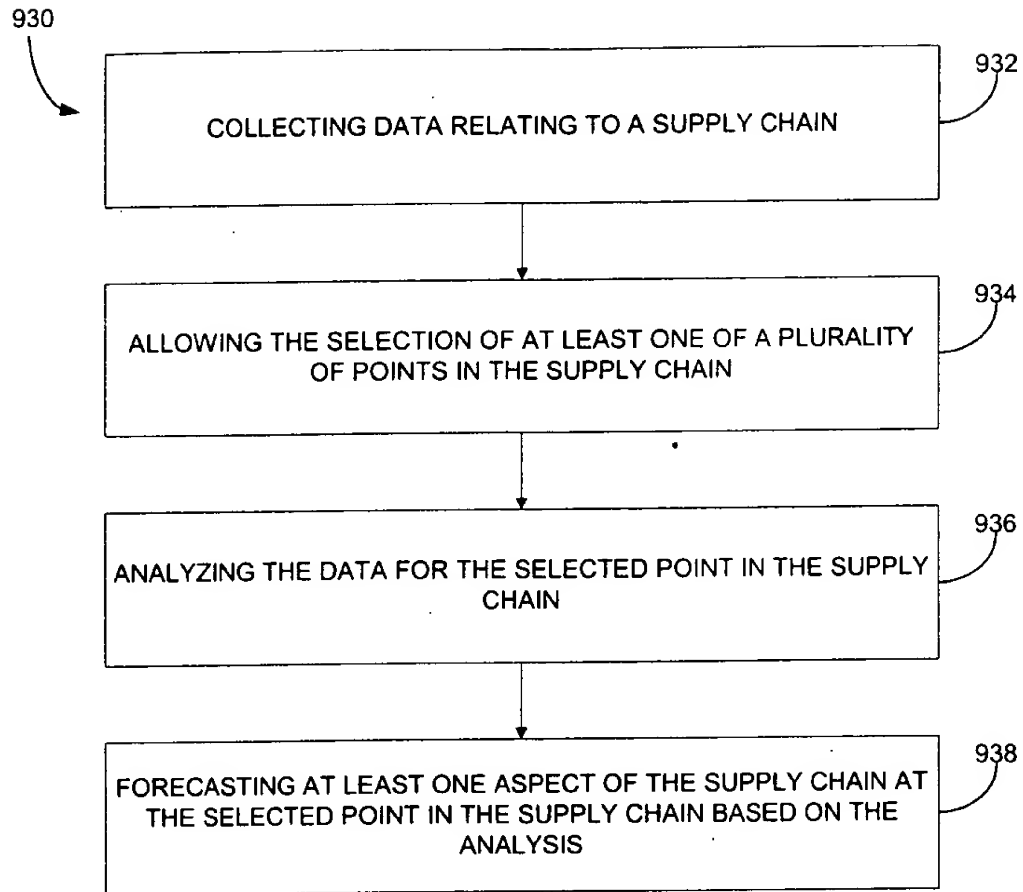 930
932
COLLECTING DATA RELATING TO A SUPPLY CHAIN
934
ALLOWING THE SELECTION OF AT LEAST ONE OF A PLURALITY
OF POINTS IN THE SUPPLY CHAIN
936
ANALYZING THE DATA FOR THE SELECTED POINT IN THE SUPPLY
CHAIN
938
FORECASTING AT LEAST ONE ASPECT OF THE SUPPLY CHAIN AT
THE SELECTED POINT IN THE SUPPLY CHAIN BASED ON THE
ANALYSIS